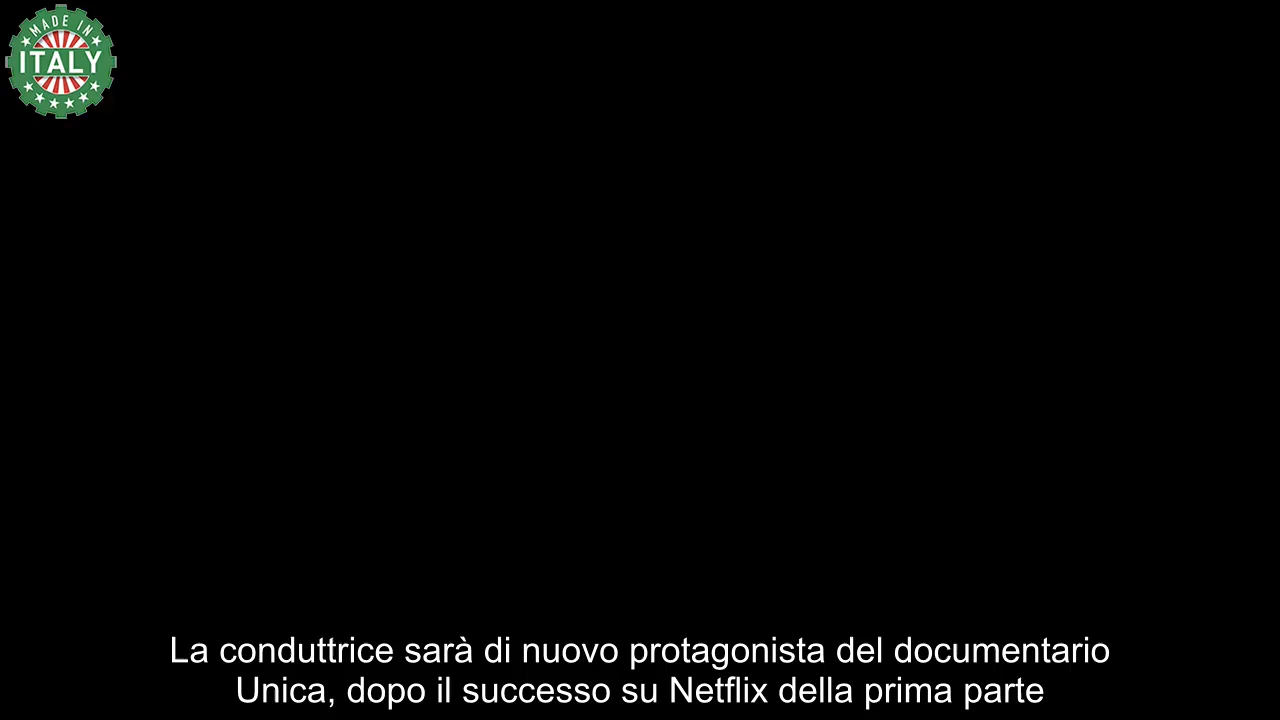 MADE IN
ITALY
La conduttrice sarà di nuovo protagonista del documentario
Unica, dopo il successo su Netflix della prima parte